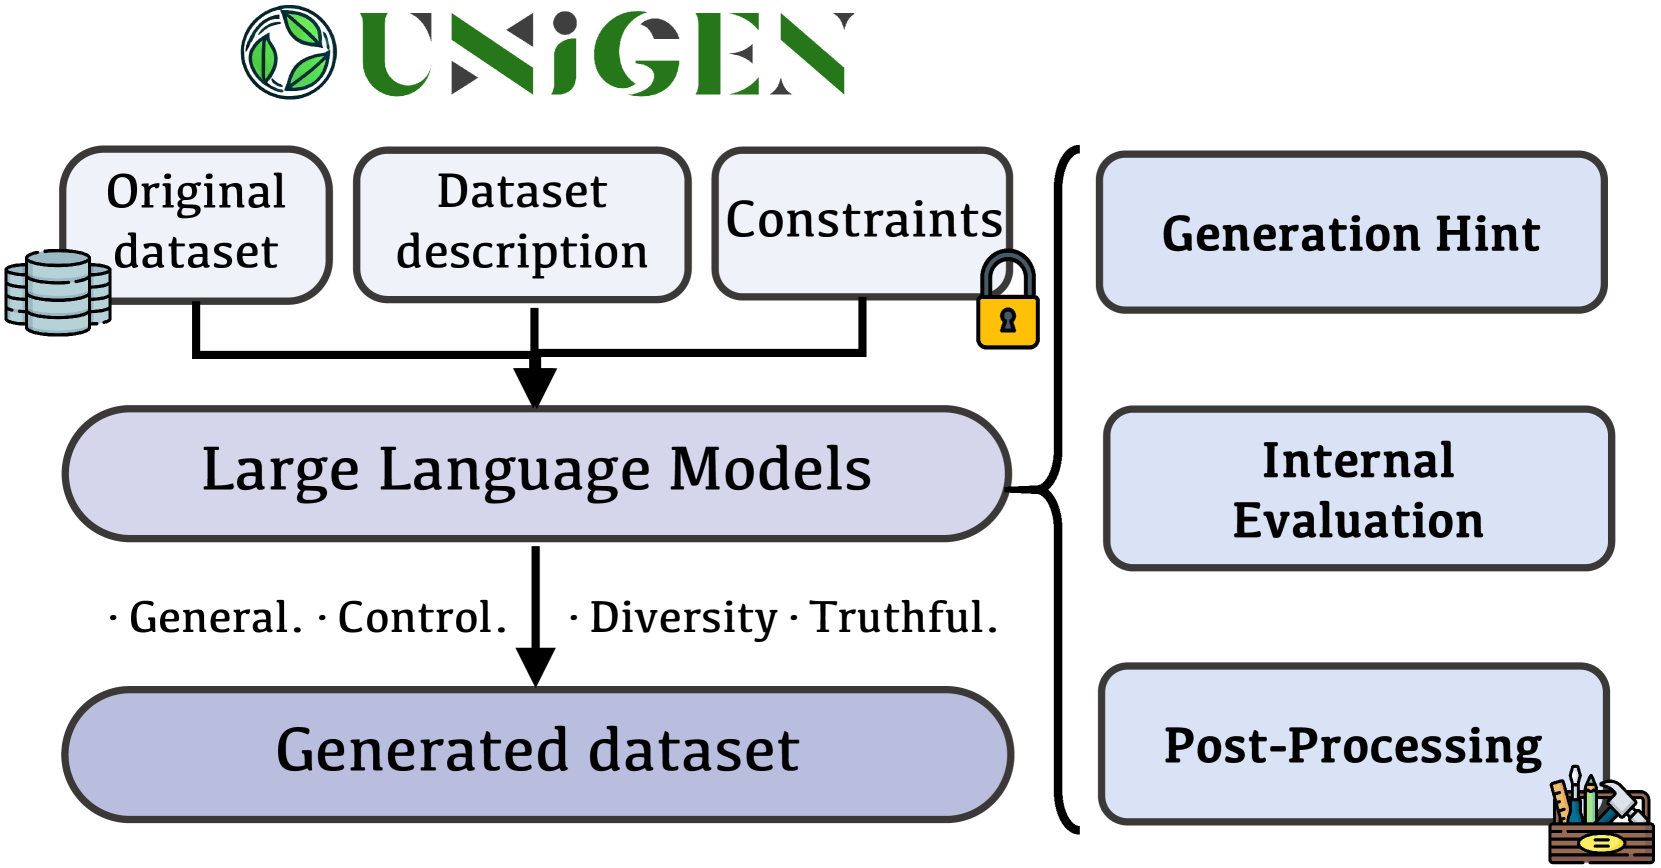 UNiGEN
Original
dataset
Dataset
description
Constraints
Large Language Models
· General. · Control. · Diversity · Truthful.
Generated dataset
Generation Hint
Internal
Evaluation
Post-Processing